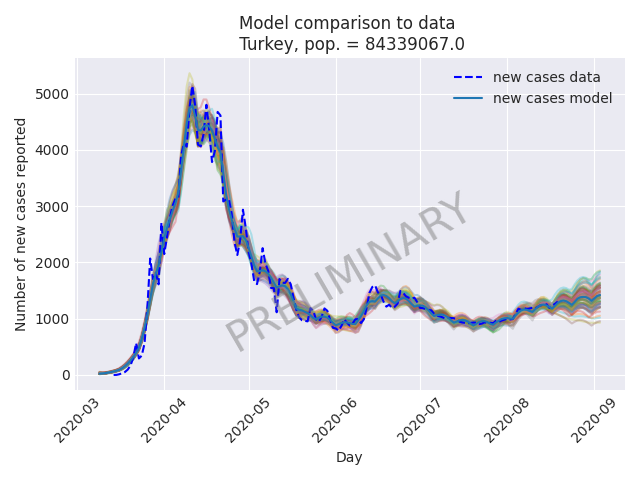 Model comparison to data
Turkey, pop. = 84339067.0
new cases data
new cases model
Number of new cases reported
5000
4000
3000
2000
1000
0
PRELIMINARY
2020-03
2020-04
2020-05
2020-06
2020-07
2020-08
2020-09
Day